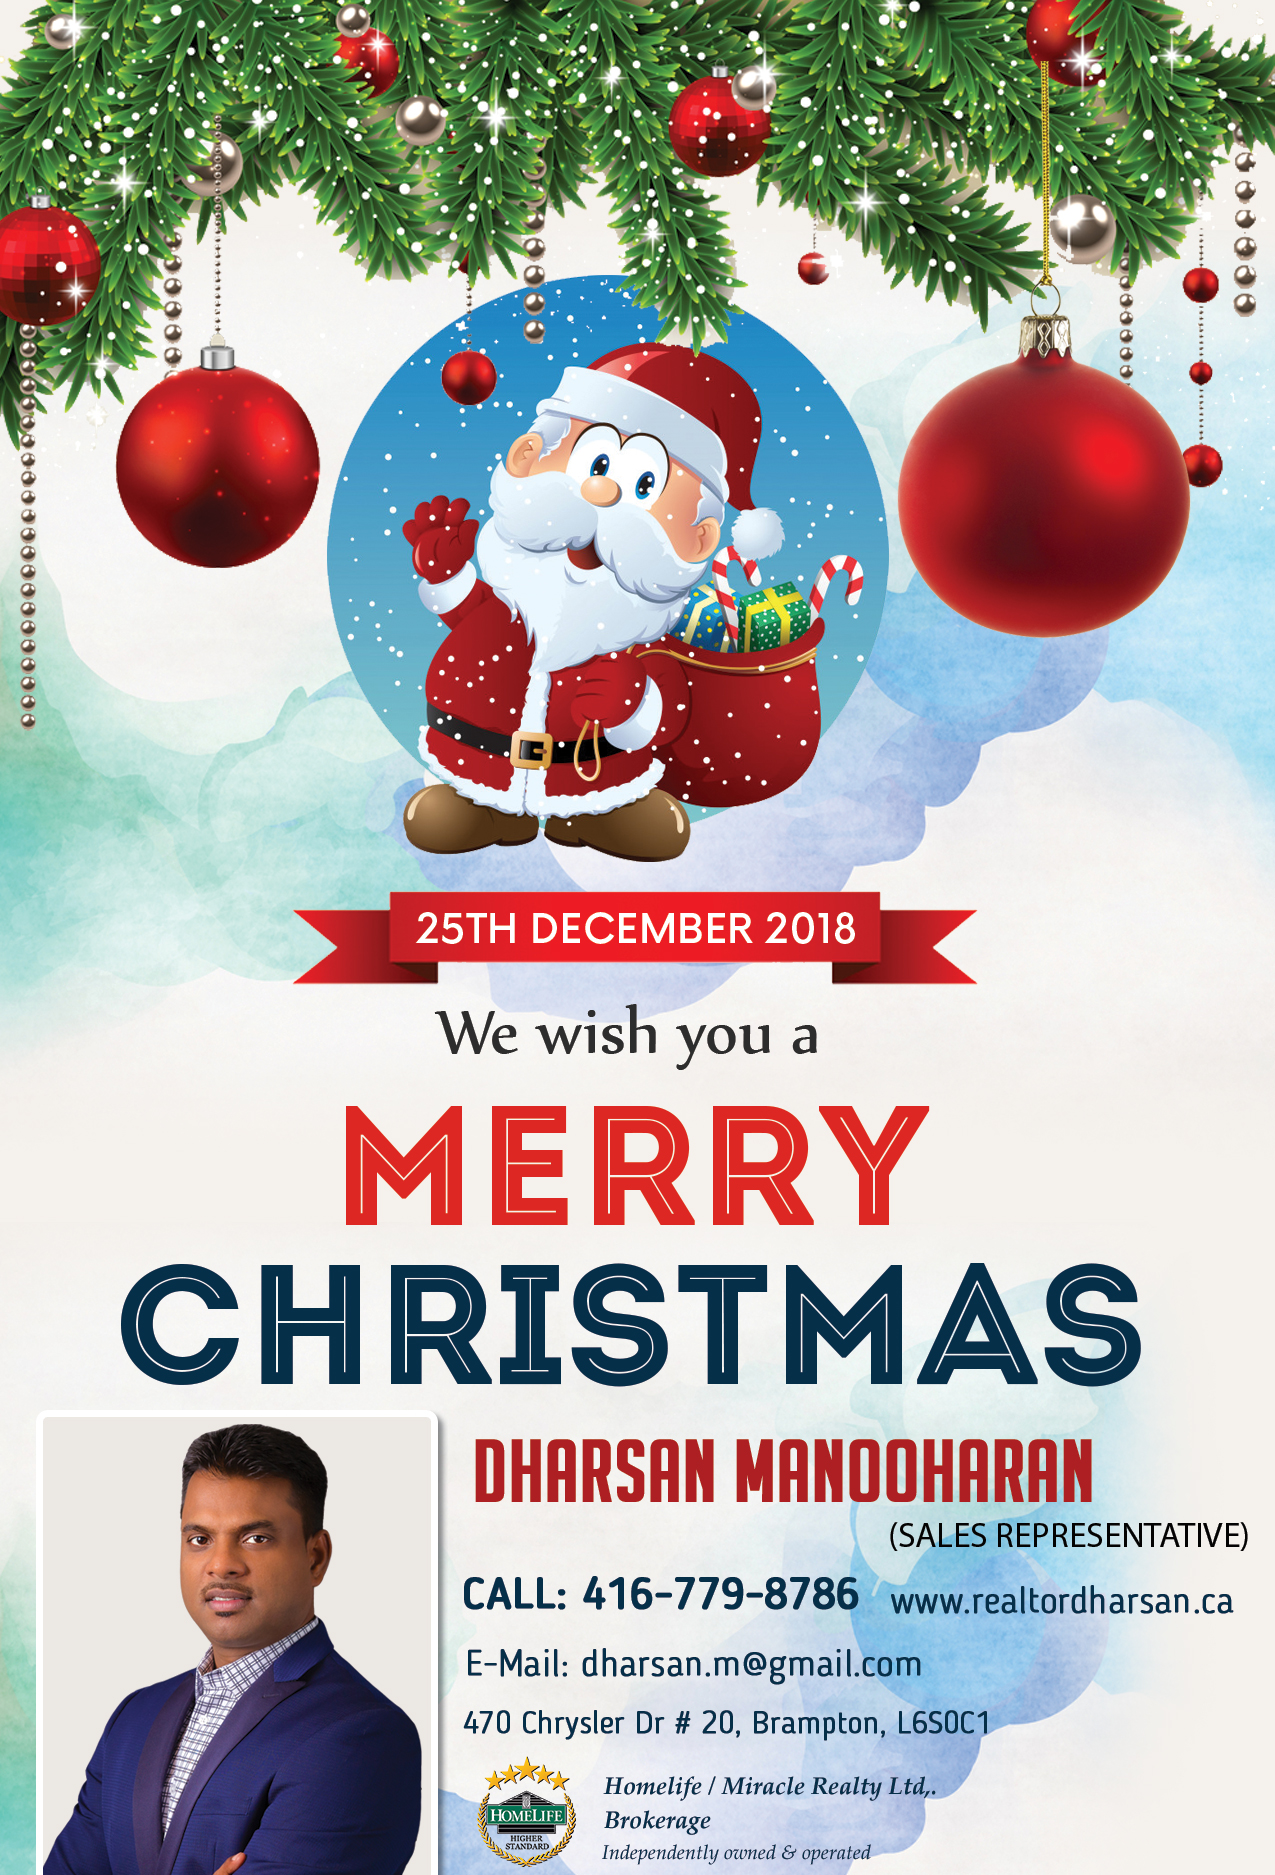 25TH DECEMBER 2018
We wish you a
MERRY
CHRISTMAS
DHARSAN MANOOHARAN
(SALES REPRESENTATIVE)
CALL: 416-779-8786 www.realtordharsan.ca
E-Mail: dharsan.m@gmail.com
470 Chrysler Dr # 20, Brampton, L6S0C1
HOMELIFE
HIGHER
STANDARD
Homelife / Miracle Realty Ltd,.
Brokerage
Independently owned & operated